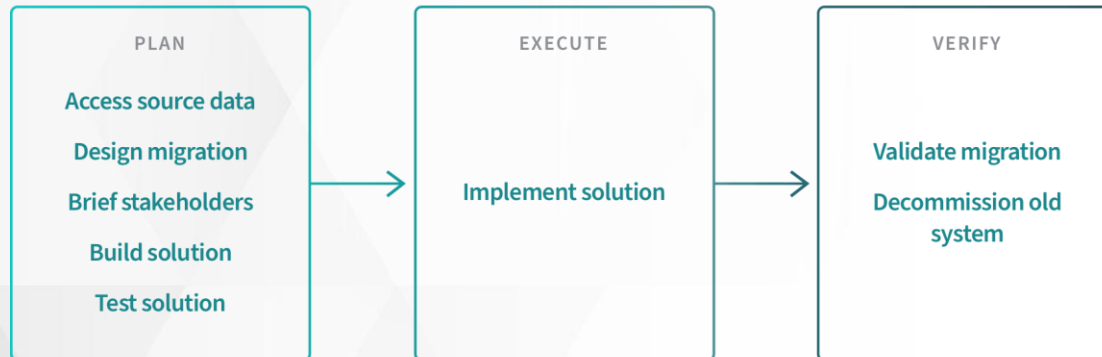 PLAN
Access source data
Design migration
Brief stakeholders
Build solution
Test solution
EXECUTE
Implement solution
VERIFY
Validate migration
Decommission old
system